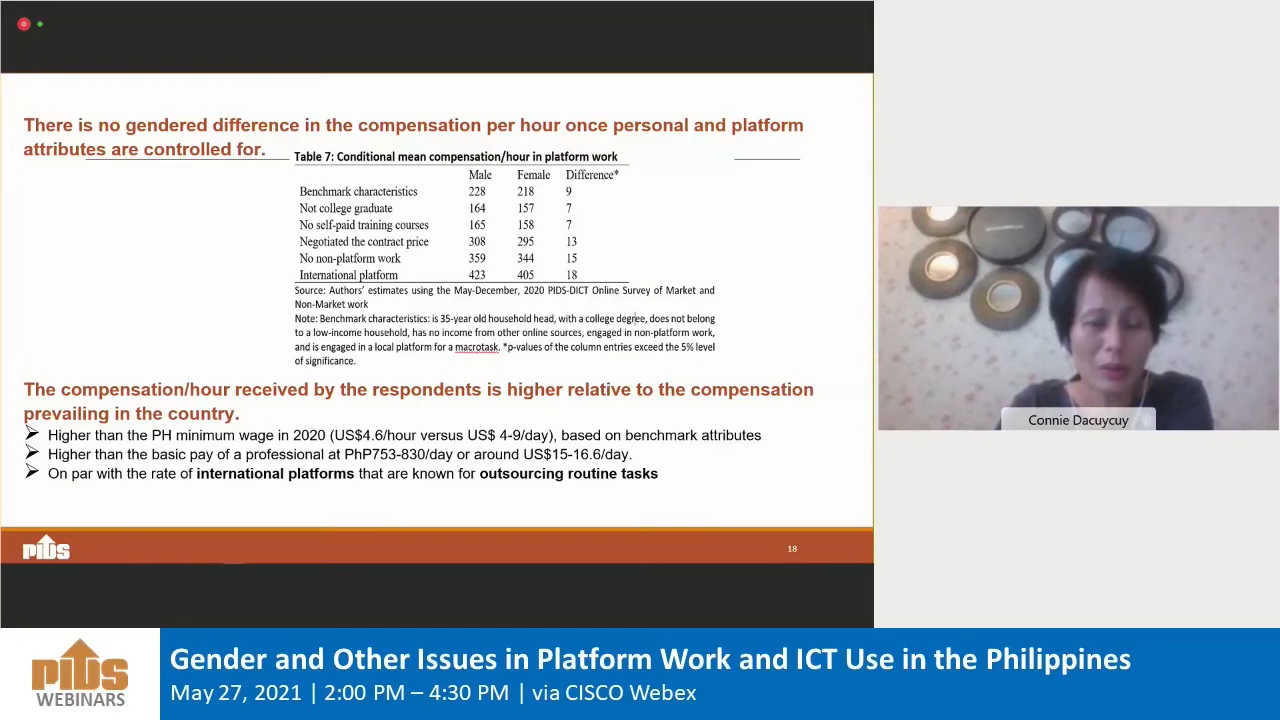 There is no gendered difference in the compensation per hour once personal and platform
attributes are controlled for.
Table 7: Conditional mean compensation/hour in platform work
Male Female Difference*
Benchmark characteristics 228 218 9
Not college graduate 164 157 7
No self-paid training courses 165 158 7
Negotiated the contract price 308 295 13
No non-platform work 359 344 15
International platform 423 405 18
Source: Authors' estimates using the May-December, 2020 PIDS-DICT Online Survey of Market and
Non-Market work
Note: Benchmark characteristics: is 35-year old household head, with a college degree, does not belong
to a low-income household, has no income from other online sources, engaged in non-platform work,
and is engaged in a local platform for a macrotask. *p-values of the column entries exceed the 5% level
of significance.
The compensation/hour received by the respondents is higher relative to the compensation
prevailing in the country.
Higher than the PH minimum wage in 2020 (US$4.6/hour versus US$ 4-9/day), based on benchmark attributes
Higher than the basic pay of a professional at PhP753-830/day or around US$15-16.6/day.
On par with the rate of international platforms that are known for outsourcing routine tasks
PIDS
18
Connie Dacuycuy
PIDS
WEBINARS
Gender and Other Issues in Platform Work and ICT Use in the Philippines
May 27, 2021 | 2:00 PM – 4:30 PM | via CISCO Webex